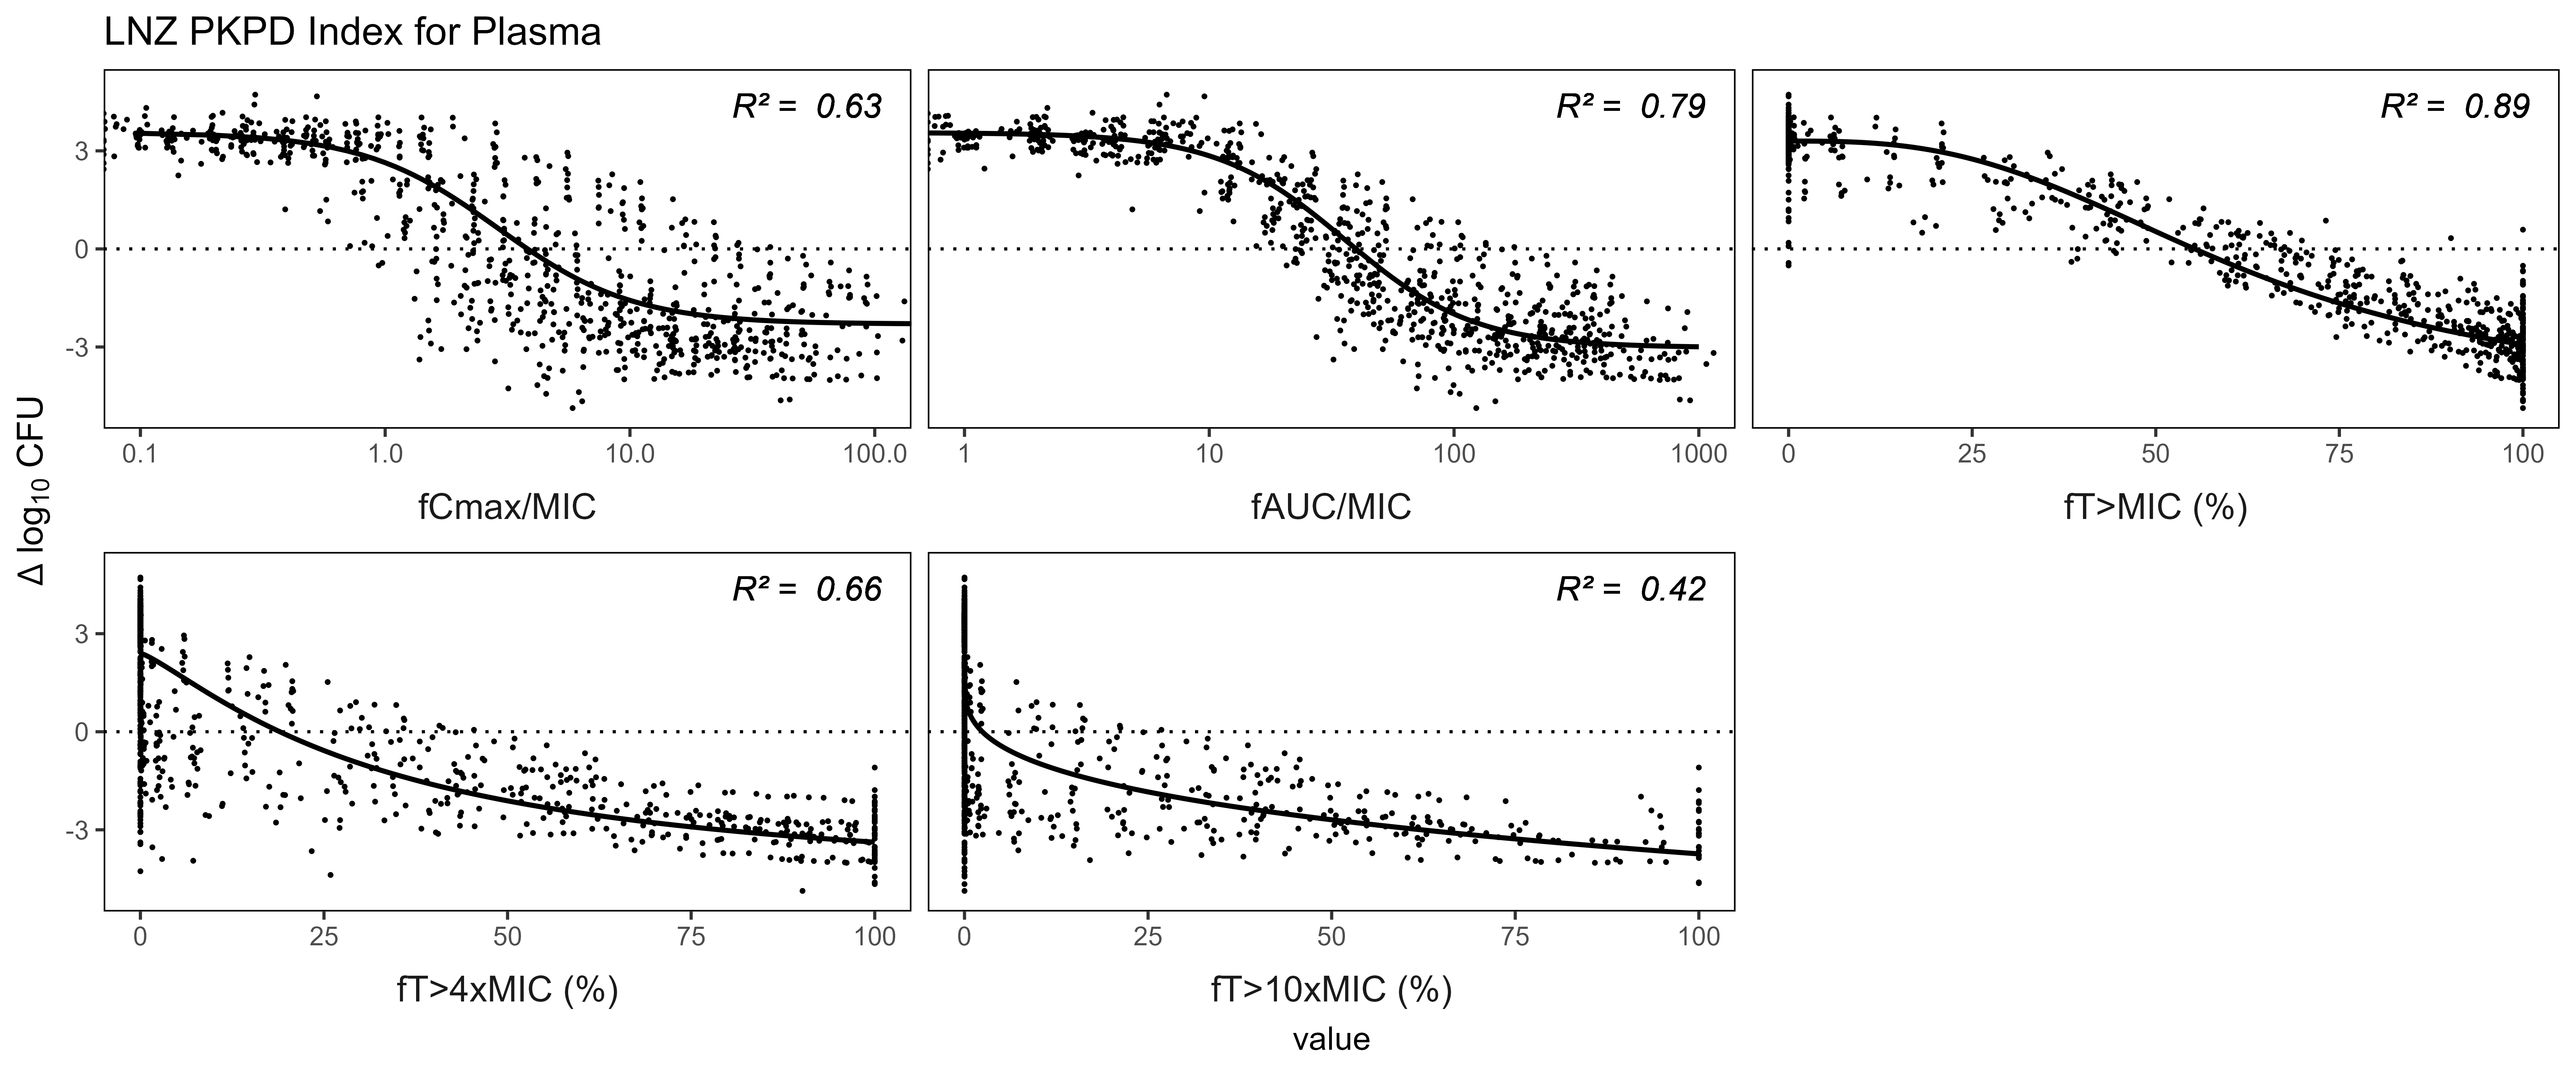 LNZ PKPD Index for Plasma
R² = 0.63
R² = 0.79
R² = 0.89
3
0
-3
0.1 1.0 10.0 100.0
1 10 100 1000
0 25 50 75 100
fCmax/MIC
fAUC/MIC
fT>MIC (%)
Δ log₁₀ CFU
R² = 0.66
R² = 0.42
3
0
-3
0 25 50 75 100
0 25 50 75 100
fT>4xMIC (%)
fT>10xMIC (%)
value